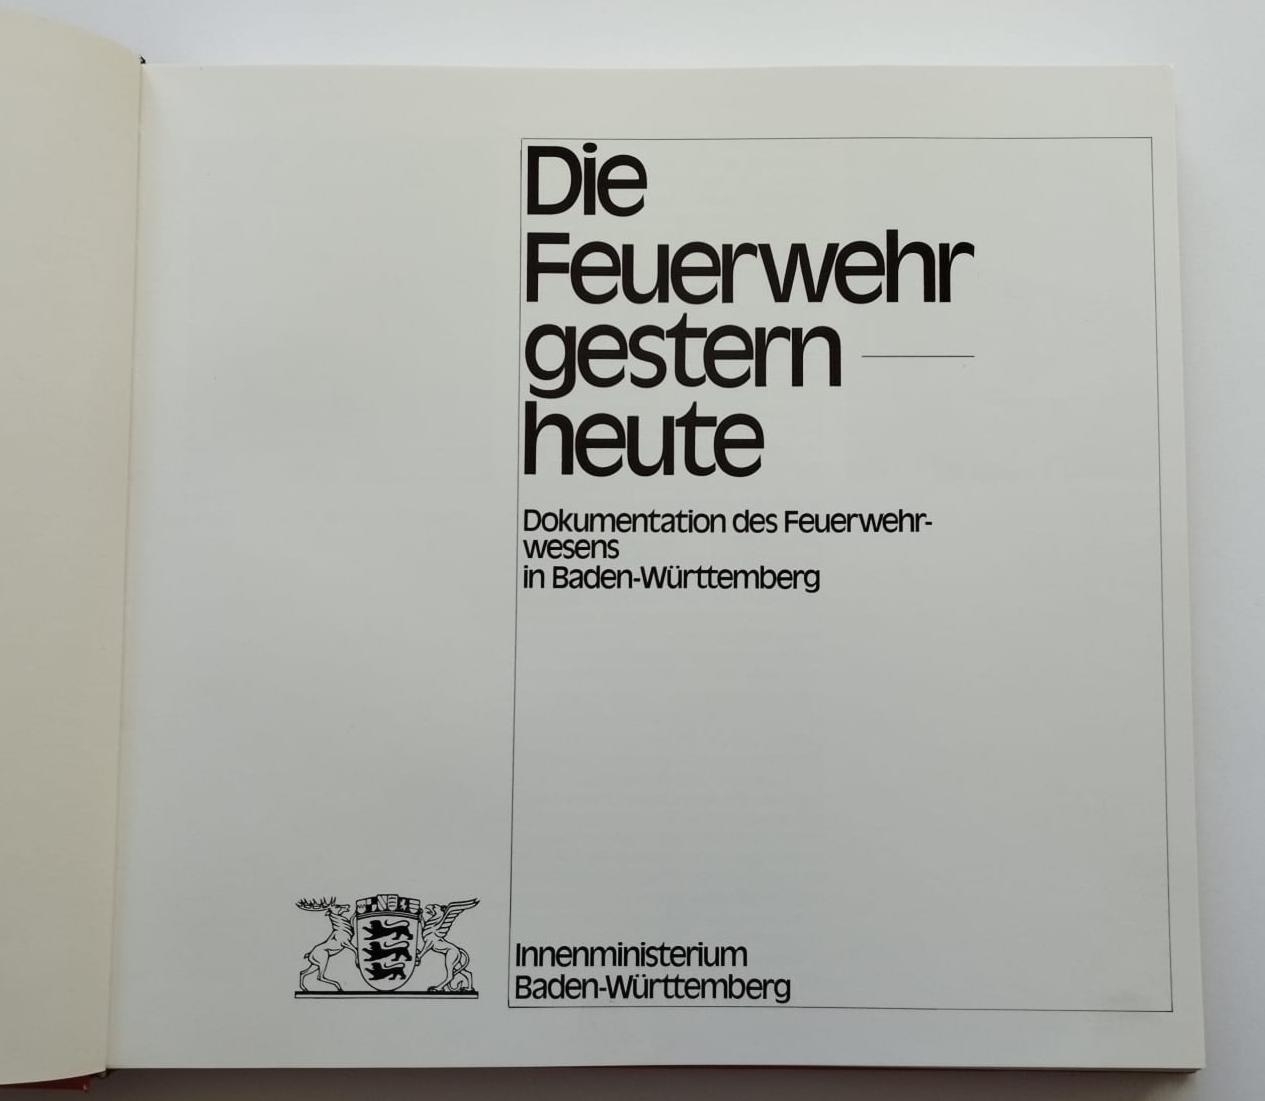 Die
Feuerwehr
gestern —
heute
Dokumentation des Feuerwehr-
wesens
in Baden-Württemberg
Innenministerium
Baden-Württemberg